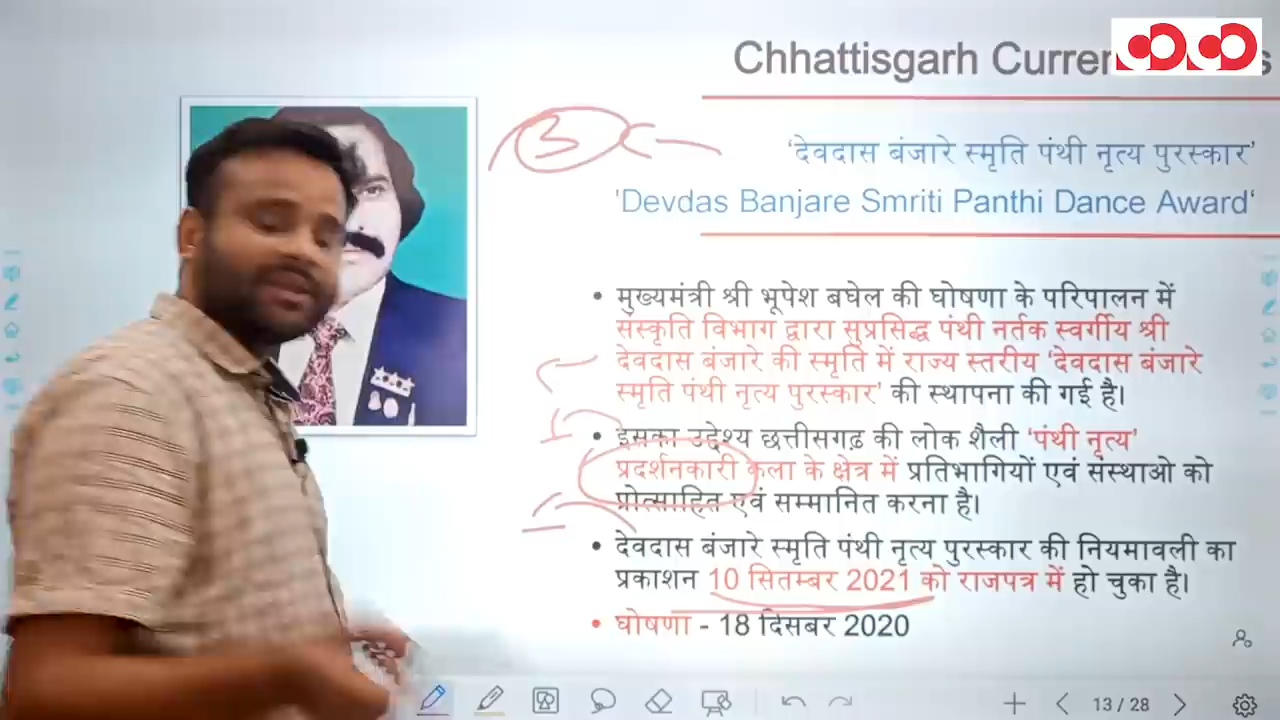 Chhattisgarh Curren
s
3
'देवदास बंजारे स्मृति पंथी नृत्य पुरस्कार'
'Devdas Banjare Smriti Panthi Dance Award'
• मुख्यमंत्री श्री भूपेश बघेल की घोषणा के परिपालन में
संस्कृति विभाग द्वारा सुप्रसिद्ध पंथी नर्तक स्वर्गीय श्री
देवदास बंजारे की स्मृति में राज्य स्तरीय 'देवदास बंजारे
स्मृति पंथी नृत्य पुरस्कार' की स्थापना की गई है।
• इसका उद्देश्य छत्तीसगढ़ की लोक शैली 'पंथी नृत्य'
प्रदर्शनकारी कला के क्षेत्र में प्रतिभागियों एवं संस्थाओ को
प्रोत्साहित एवं सम्मानित करना है।
• देवदास बंजारे स्मृति पंथी नृत्य पुरस्कार की नियमावली का
प्रकाशन 10 सितम्बर 2021 को राजपत्र में हो चुका है।
• घोषणा - 18 दिसबर 2020
13 / 28